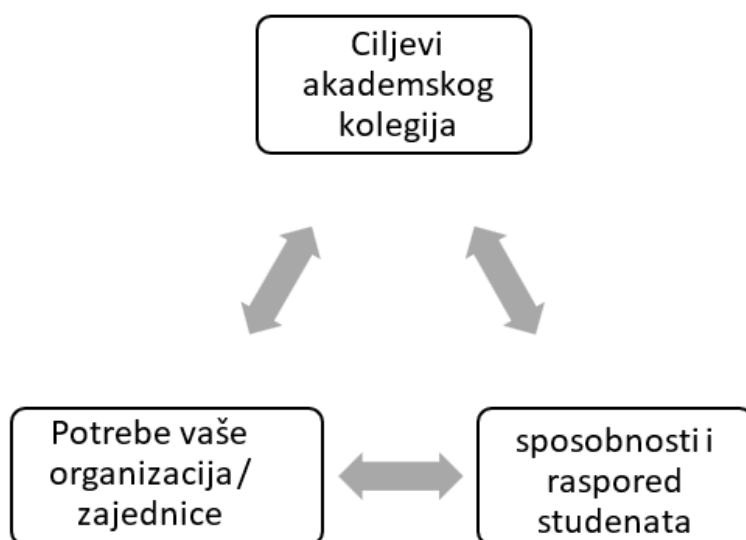 Ciljevi
akademskog
kolegija
Potrebe vaše
organizacija/
zajednice
sposobnosti i
raspored
studenata